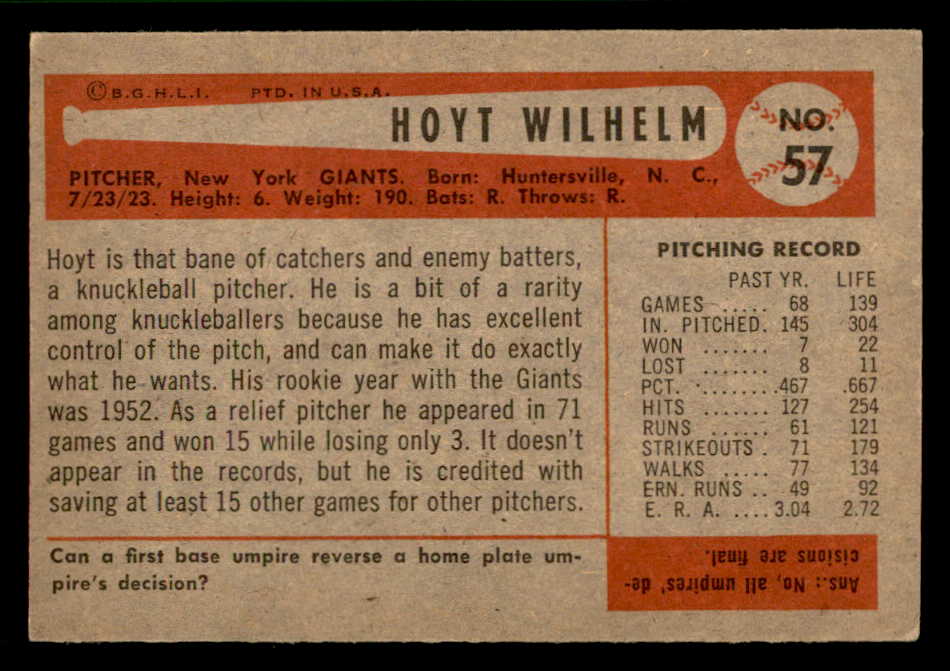 © B.G.H.L.I. PTD. IN U.S.A.
HOYT WILHELM
NO.
57
PITCHER, New York GIANTS. Born: Huntersville, N. C.,
7/23/23. Height: 6. Weight: 190. Bats: R. Throws: R.
Hoyt is that bane of catchers and enemy batters,
a knuckleball pitcher. He is a bit of a rarity
among knuckleballers because he has excellent
control of the pitch, and can make it do exactly
what he wants. His rookie year with the Giants
was 1952. As a relief pitcher he appeared in 71
games and won 15 while losing only 3. It doesn't
appear in the records, but he is credited with
saving at least 15 other games for other pitchers.
PITCHING RECORD
PAST YR. LIFE
GAMES ..... 68 139
IN. PITCHED. 145 304
WON ....... 7 22
LOST ....... 8 11
PCT. ......... .467 .667
HITS ....... 127 254
RUNS ...... 61 121
STRIKEOUTS . 71 179
WALKS ..... 77 134
ERN. RUNS .. 49 92
E. R. A. .... 3.04 2.72
Can a first base umpire reverse a home plate um-
pire's decision?
Ans.: No, all umpires' de-
cisions are final.